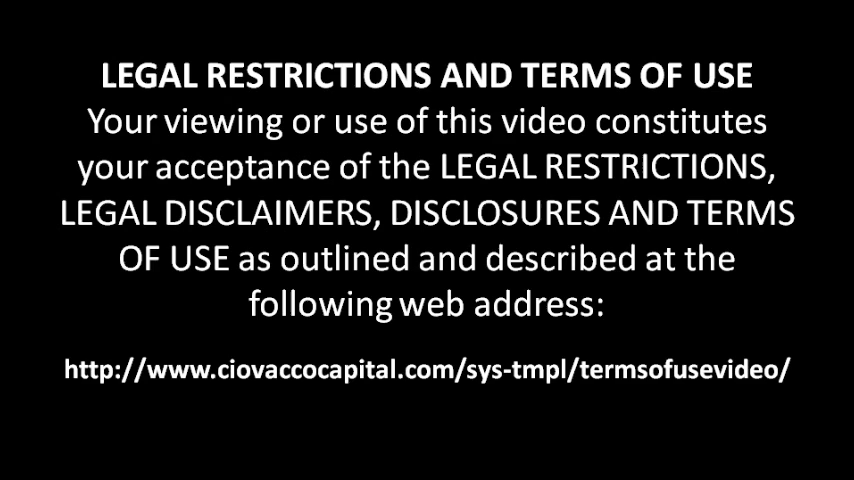 LEGAL RESTRICTIONS AND TERMS OF USE
Your viewing or use of this video constitutes
your acceptance of the LEGAL RESTRICTIONS,
LEGAL DISCLAIMERS, DISCLOSURES AND TERMS
OF USE as outlined and described at the
following web address:
http://www.ciovaccocapital.com/sys-tmpl/termsofusevideo/